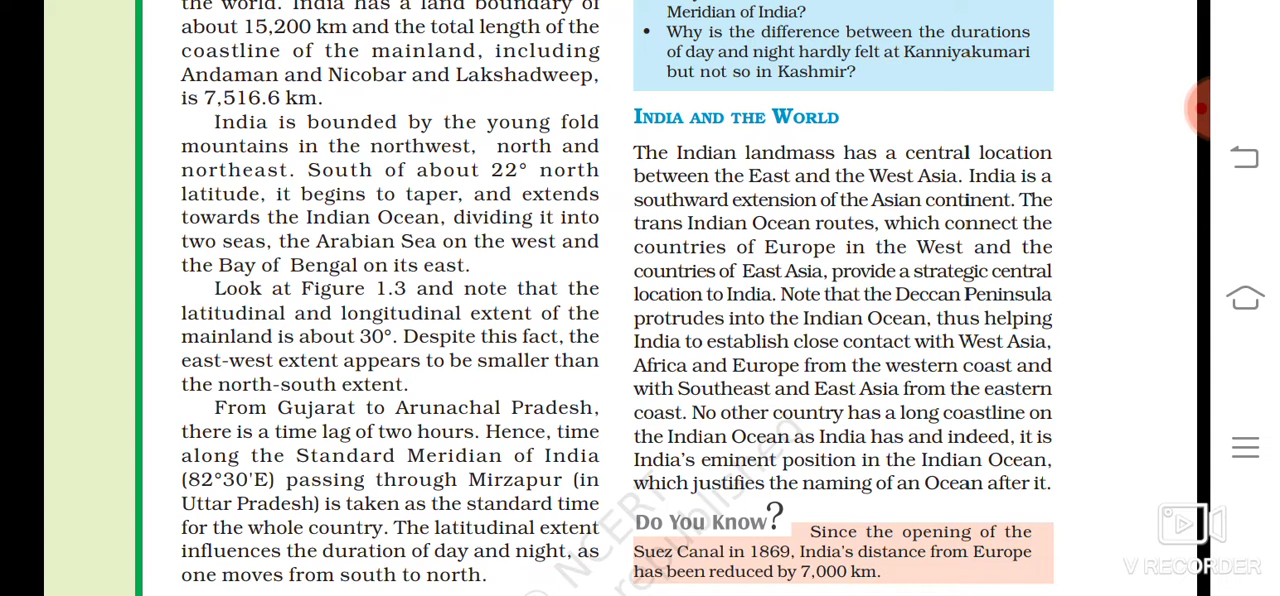 the world. India has a land boundary of
about 15,200 km and the total length of the
coastline of the mainland, including
Andaman and Nicobar and Lakshadweep,
is 7,516.6 km.
India is bounded by the young fold
mountains in the northwest, north and
northeast. South of about 22° north
latitude, it begins to taper, and extends
towards the Indian Ocean, dividing it into
two seas, the Arabian Sea on the west and
the Bay of Bengal on its east.
Look at Figure 1.3 and note that the
latitudinal and longitudinal extent of the
mainland is about 30°. Despite this fact, the
east-west extent appears to be smaller than
the north-south extent.
From Gujarat to Arunachal Pradesh,
there is a time lag of two hours. Hence, time
along the Standard Meridian of India
(82°30'E) passing through Mirzapur (in
Uttar Pradesh) is taken as the standard time
for the whole country. The latitudinal extent
influences the duration of day and night, as
one moves from south to north.
Meridian of India?
• Why is the difference between the durations
of day and night hardly felt at Kanniyakumari
but not so in Kashmir?
INDIA AND THE WORLD
The Indian landmass has a central location
between the East and the West Asia. India is a
southward extension of the Asian continent. The
trans Indian Ocean routes, which connect the
countries of Europe in the West and the
countries of East Asia, provide a strategic central
location to India. Note that the Deccan Peninsula
protrudes into the Indian Ocean, thus helping
India to establish close contact with West Asia,
Africa and Europe from the western coast and
with Southeast and East Asia from the eastern
coast. No other country has a long coastline on
the Indian Ocean as India has and indeed, it is
India's eminent position in the Indian Ocean,
which justifies the naming of an Ocean after it.
Do You Know?
Since the opening of the
Suez Canal in 1869, India's distance from Europe
has been reduced by 7,000 km.
NCERT
republished
V RECORDER